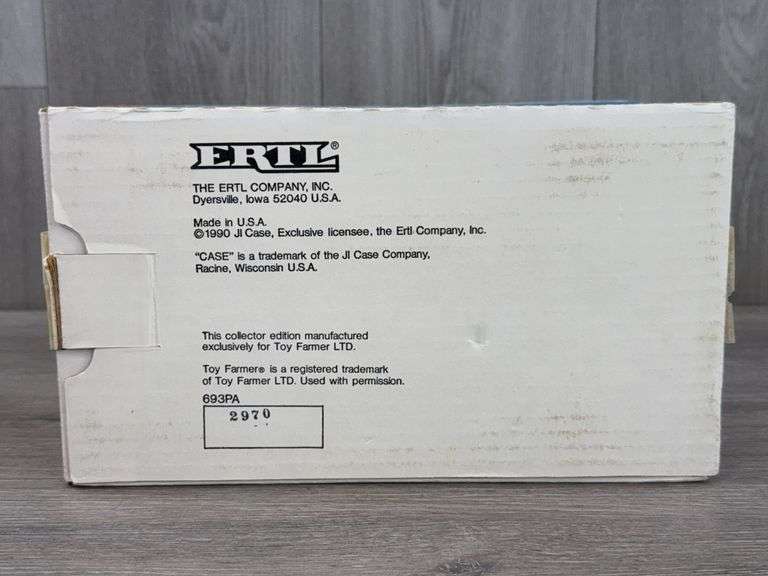 ERTL®
THE ERTL COMPANY, INC.
Dyersville, Iowa 52040 U.S.A.
Made in U.S.A.
©1990 JI Case, Exclusive licensee, the Ertl Company, Inc.
"CASE" is a trademark of the JI Case Company,
Racine, Wisconsin U.S.A.
This collector edition manufactured
exclusively for Toy Farmer LTD.
Toy Farmer® is a registered trademark
of Toy Farmer LTD. Used with permission.
693PA
2970